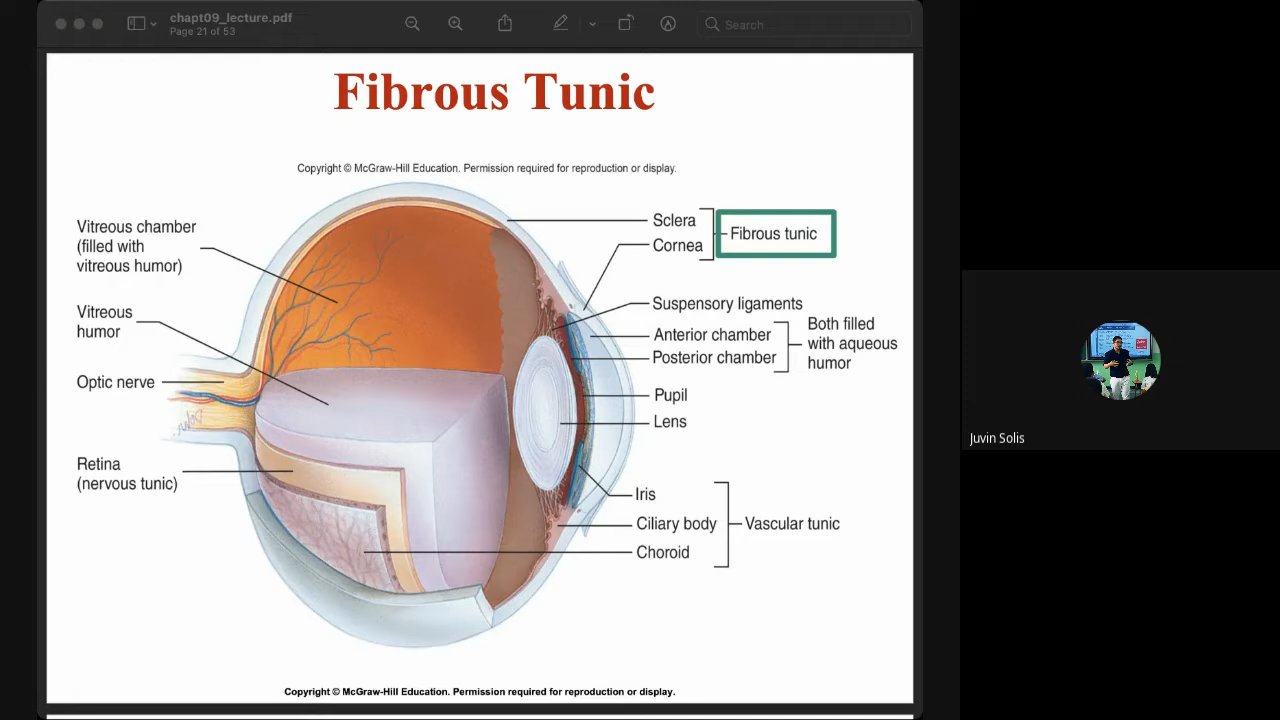 chapt09_lecture.pdf
Page 21 of 53
Search
Fibrous Tunic
Copyright © McGraw-Hill Education. Permission required for reproduction or display.
Vitreous chamber
(filled with
vitreous humor)
Vitreous
humor
Optic nerve
Retina
(nervous tunic)
Sclera
Cornea
Fibrous tunic
Suspensory ligaments
Anterior chamber
Posterior chamber
Both filled
with aqueous
humor
Pupil
Lens
Iris
Ciliary body
Choroid
Vascular tunic
Copyright © McGraw-Hill Education. Permission required for reproduction or display.
Juvin Solis